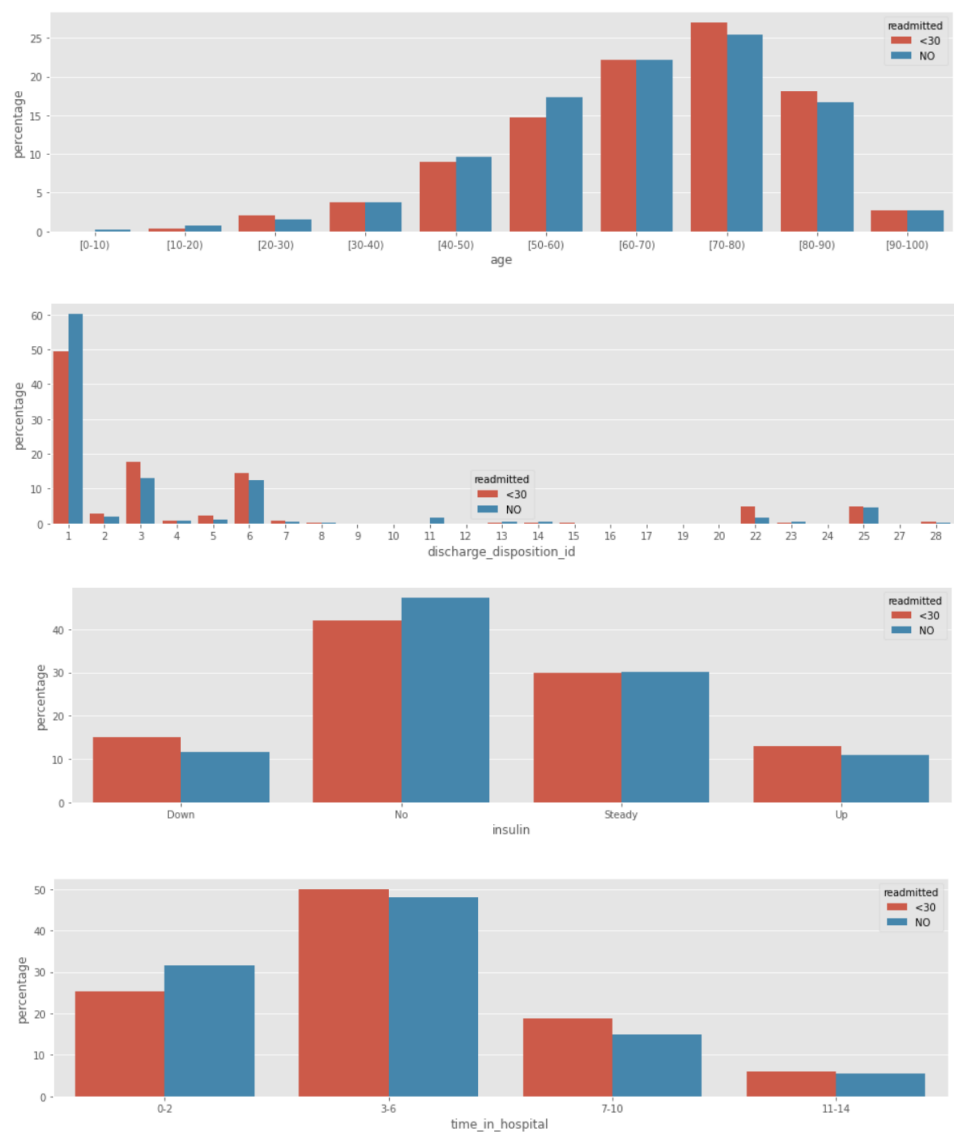 readmitted
<30
NO
percentage
25
20
15
10
5
0
[0-10) [10-20) [20-30) [30-40) [40-50) [50-60) [60-70) [70-80) [80-90) [90-100)
age
percentage
60
50
40
30
20
10
0
readmitted
<30
NO
1 2 3 4 5 6 7 8 9 10 11 12 13 14 15 16 17 18 19 20 22 23 24 25 27 28
discharge_disposition_id
readmitted
<30
NO
percentage
40
30
20
10
0
Down No Steady Up
insulin
readmitted
<30
NO
percentage
50
40
30
20
10
0
0-2 3-6 7-10 11-14
time_in_hospital